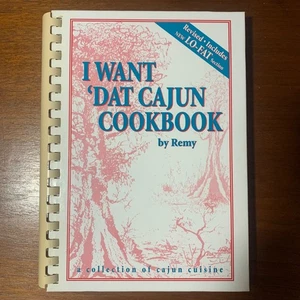 Revised • Includes
NEW LO-FAT Section
I WANT
‘DAT CAJUN
COOKBOOK
by Remy
a collection of cajun cuisine